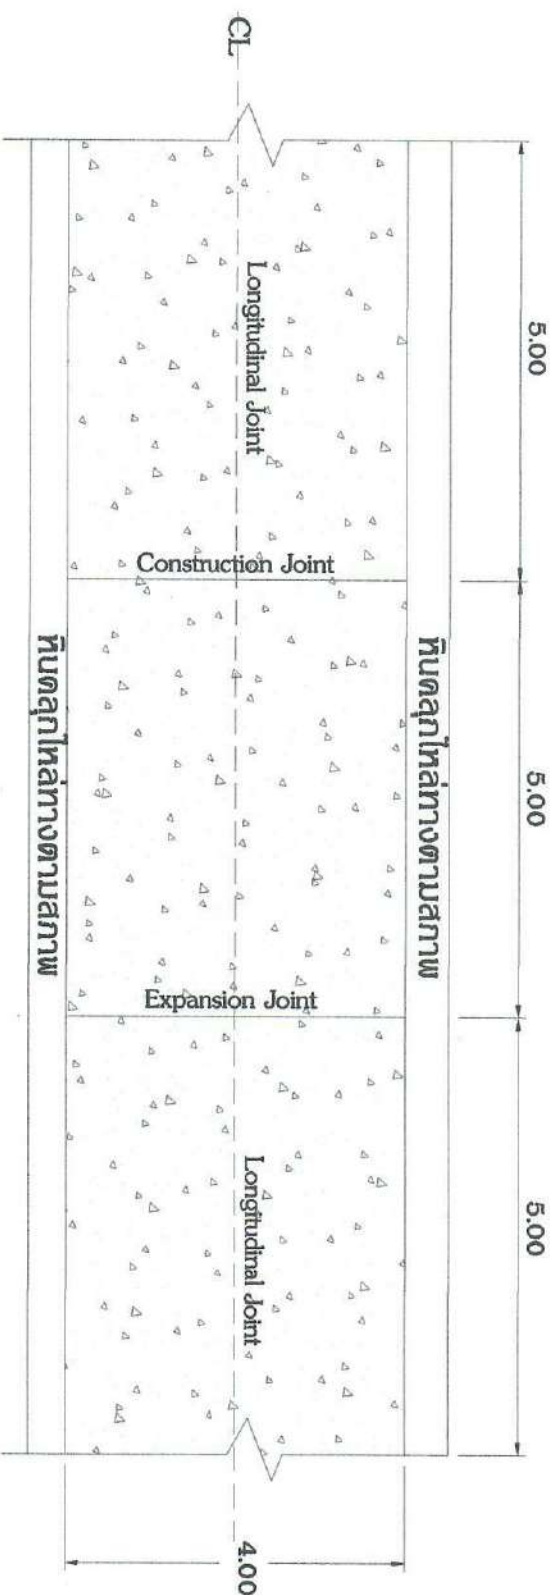 5.00
5.00
5.00
หินคลุกไหล่ทางตามสภาพ
CL
Longitudinal Joint
Construction Joint
Expansion Joint
Longitudinal Joint
4.00
หินคลุกไหล่ทางตามสภาพ